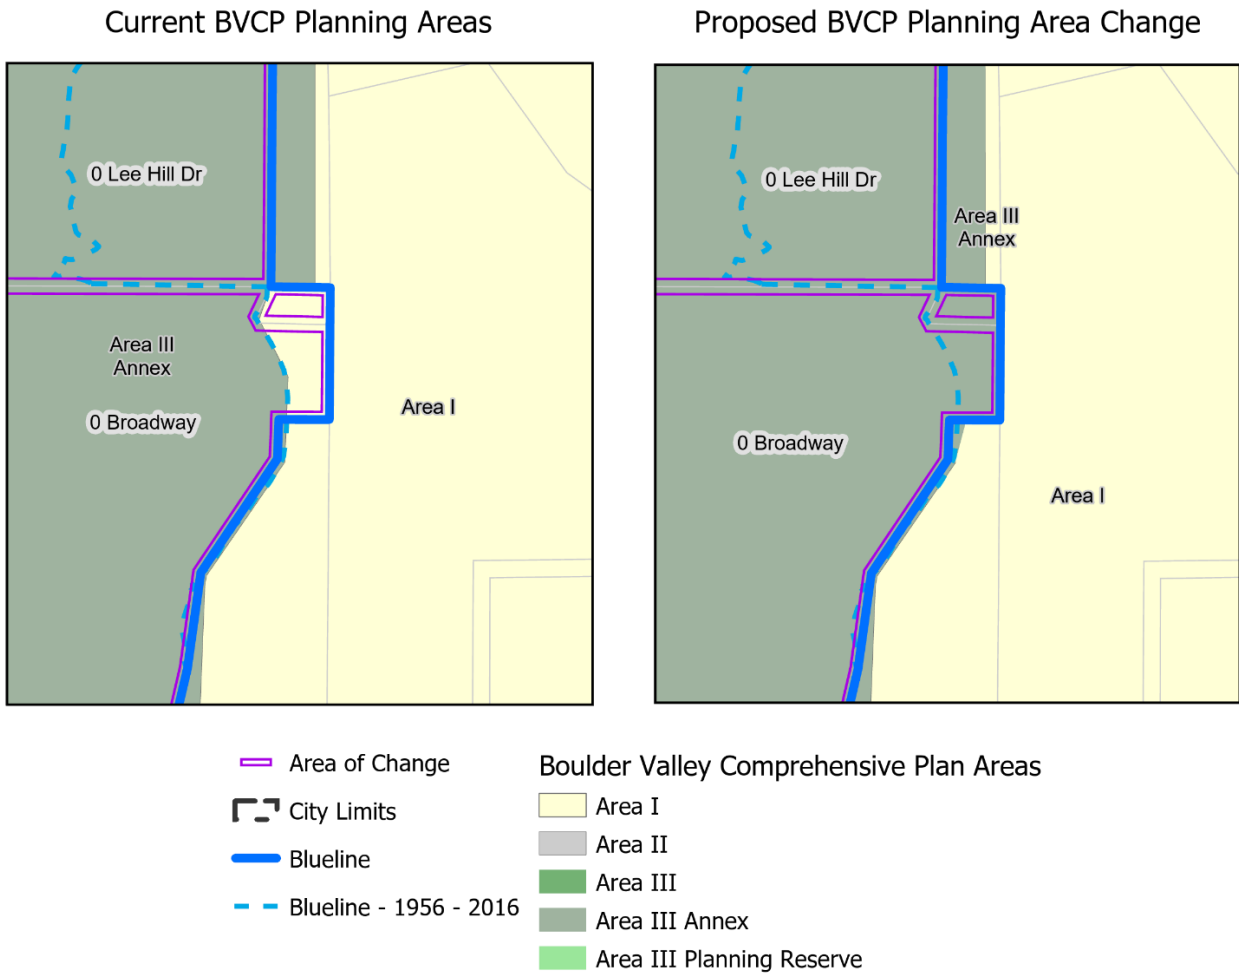 Current BVCP Planning Areas
Proposed BVCP Planning Area Change
0 Lee Hill Dr
Area III
Annex
0 Broadway
Area I
0 Lee Hill Dr
Area III
Annex
0 Broadway
Area I
Area of Change
City Limits
Blueline
Blueline - 1956 - 2016
Boulder Valley Comprehensive Plan Areas
Area I
Area II
Area III
Area III Annex
Area III Planning Reserve